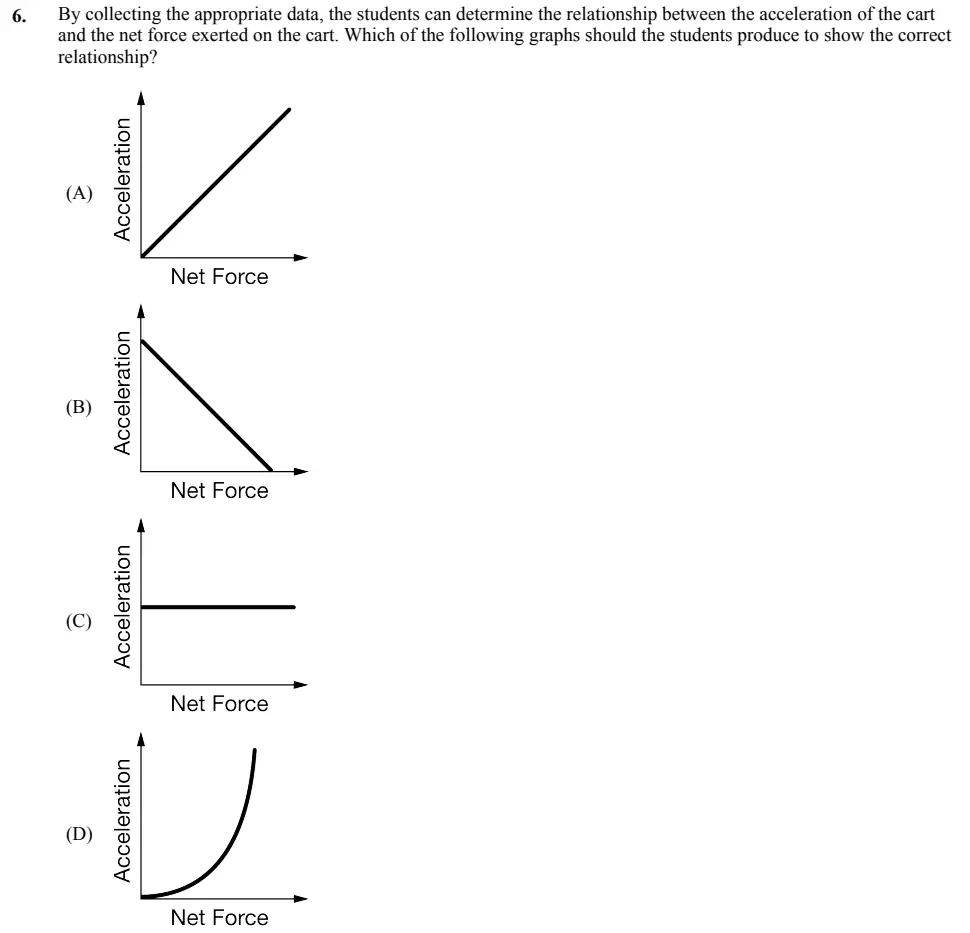 6. By collecting the appropriate data, the students can determine the relationship between the acceleration of the cart
and the net force exerted on the cart. Which of the following graphs should the students produce to show the correct
relationship?
(A)
Acceleration
Net Force
(B)
Acceleration
Net Force
(C)
Acceleration
Net Force
(D)
Acceleration
Net Force